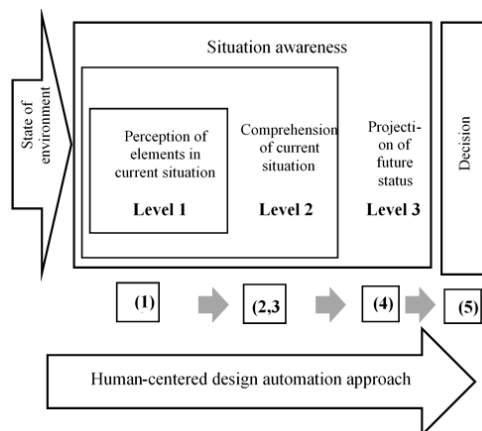 Situation awareness
State of
environment
Perception of
elements in
current situation
Level 1
Comprehension
of current
situation
Level 2
Projecti-
on of
future
status
Level 3
Decision
(1)
(2,3
(4)
(5)
Human-centered design automation approach